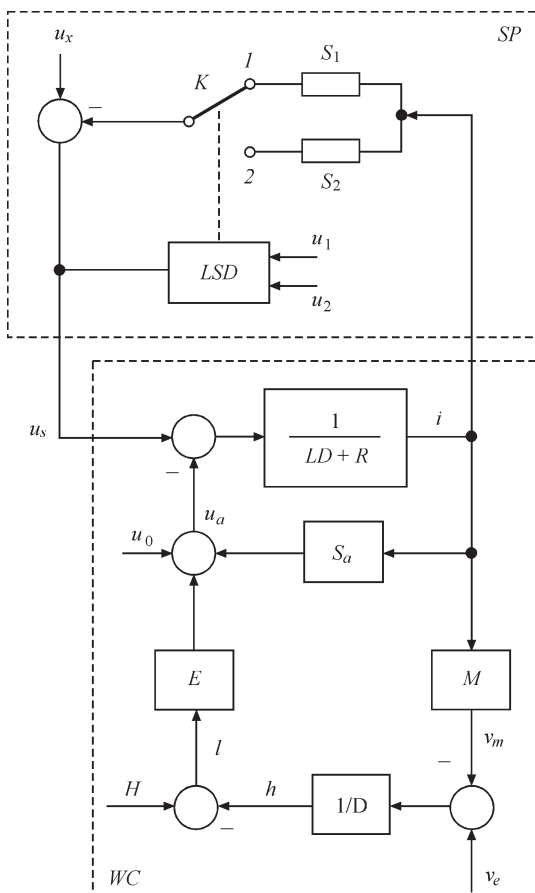 u_x
SP
K
1
S_1
−
2
S_2
LSD
u_1
u_2
u_s
1
LD + R
i
−
u_a
u_0
S_a
E
M
l
v_m
−
H
h
1/D
−
WC
v_e